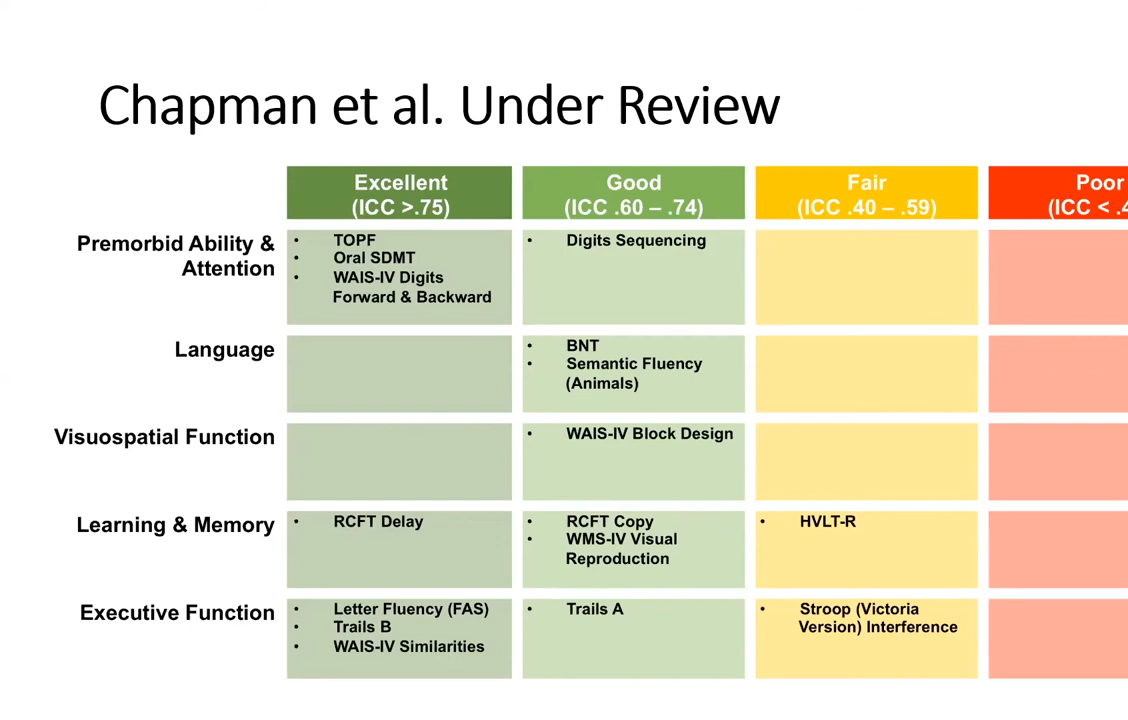 Chapman et al. Under Review
Excellent
(ICC >.75)
Good
(ICC .60 – .74)
Fair
(ICC .40 – .59)
Poor
(ICC < .4
Premorbid Ability &
Attention
• TOPF
• Oral SDMT
• WAIS-IV Digits
Forward & Backward
• Digits Sequencing
Language
• BNT
• Semantic Fluency
(Animals)
Visuospatial Function
• WAIS-IV Block Design
Learning & Memory
• RCFT Delay
• RCFT Copy
• WMS-IV Visual
Reproduction
• HVLT-R
Executive Function
• Letter Fluency (FAS)
• Trails B
• WAIS-IV Similarities
• Trails A
• Stroop (Victoria
Version) Interference